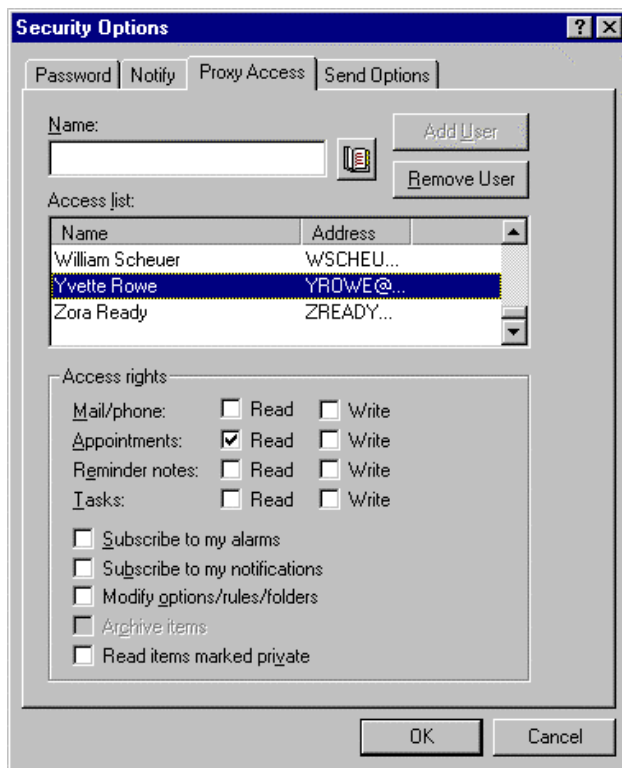 Security Options
Password Notify Proxy Access Send Options
Name:
Add User
Remove User
Access list:
Name Address
William Scheuer WSCHEU...
Yvette Rowe YROWE@...
Zora Ready ZREADY...
Access rights
Mail/phone: Read Write
Appointments: Read Write
Reminder notes: Read Write
Tasks: Read Write
Subscribe to my alarms
Subscribe to my notifications
Modify options/rules/folders
Archive items
Read items marked private
OK Cancel